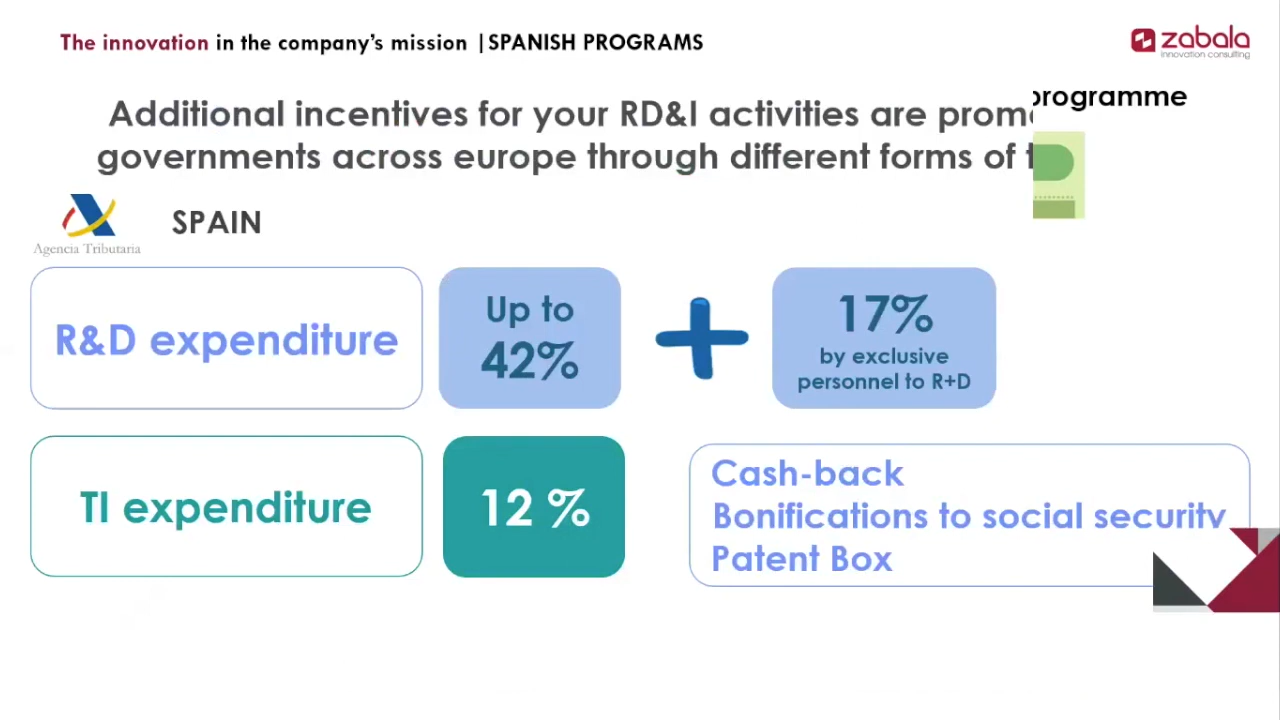 The innovation in the company's mission |SPANISH PROGRAMS
zabala
innovation consulting
programme
Additional incentives for your RD&I activities are
governments across europe through different forms of
Agencia Tributaria
SPAIN
R&D expenditure
Up to
42%
17%
by exclusive
personnel to R+D
TI expenditure
12 %
Cash-back
Bonifications to social security
Patent Box